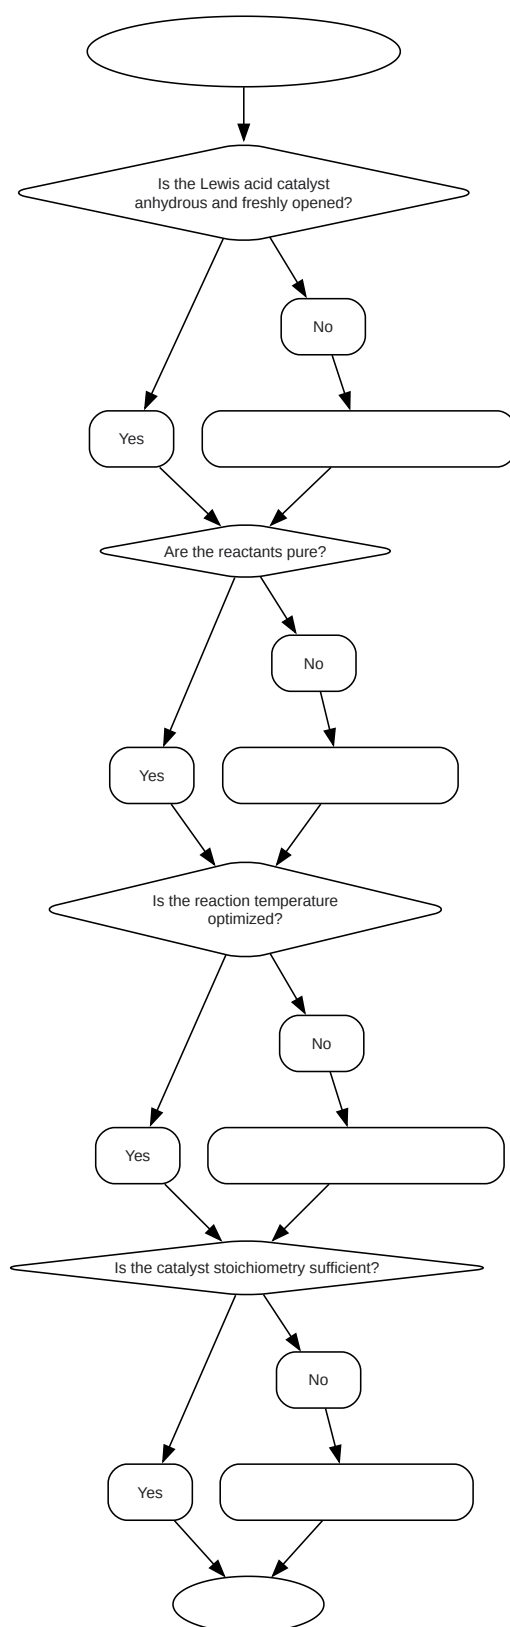 Is the Lewis acid catalyst
anhydrous and freshly opened?
No
Yes
Are the reactants pure?
No
Yes
Is the reaction temperature
optimized?
No
Yes
Is the catalyst stoichiometry sufficient?
No
Yes